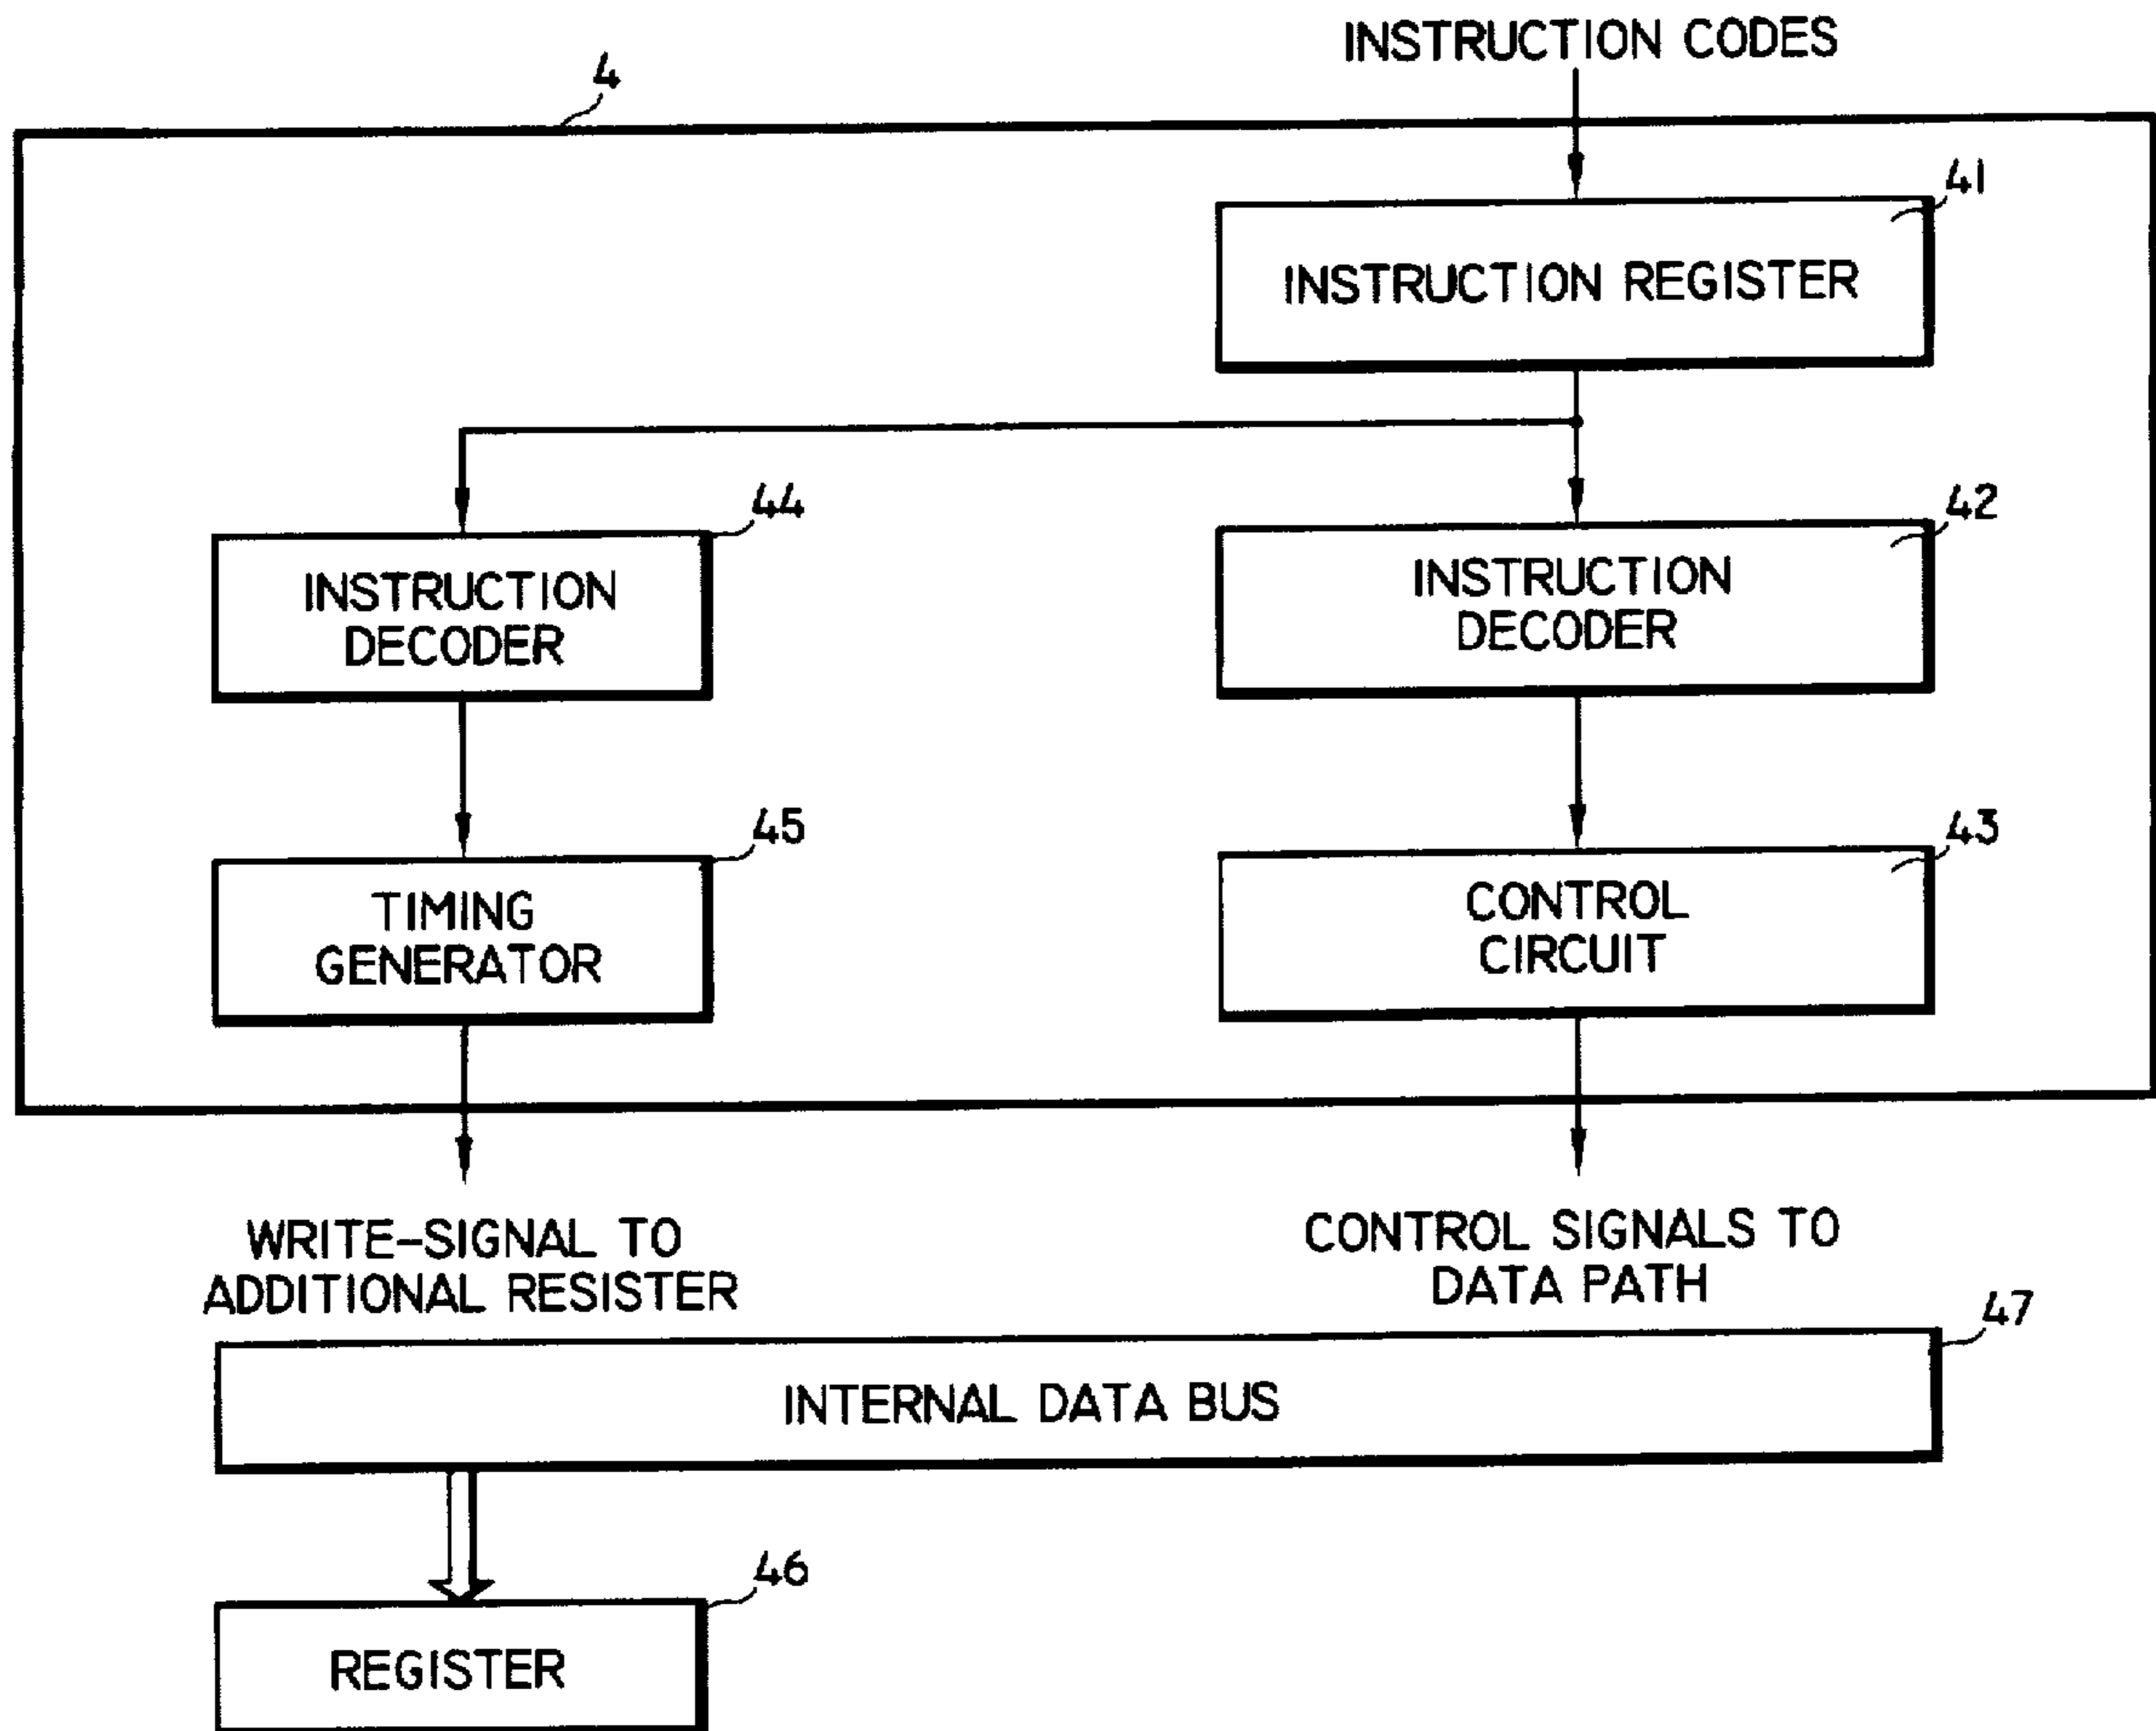 INSTRUCTION CODES
4
41
INSTRUCTION REGISTER
44
INSTRUCTION
DECODER
42
INSTRUCTION
DECODER
45
TIMING
GENERATOR
43
CONTROL
CIRCUIT
WRITE-SIGNAL TO
ADDITIONAL RESISTER
CONTROL SIGNALS TO
DATA PATH
47
INTERNAL DATA BUS
46
REGISTER